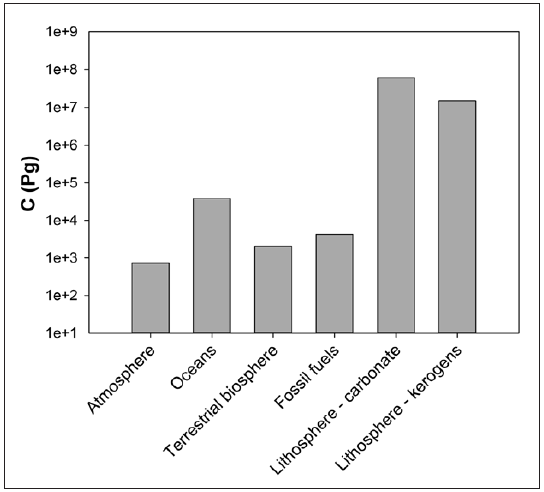 1e+9
1e+8
1e+7
1e+6
1e+5
1e+4
1e+3
1e+2
1e+1
C (Pg)
Atmosphere
Oceans
Terrestrial biosphere
Fossil fuels
Lithosphere - carbonate
Lithosphere - kerogens